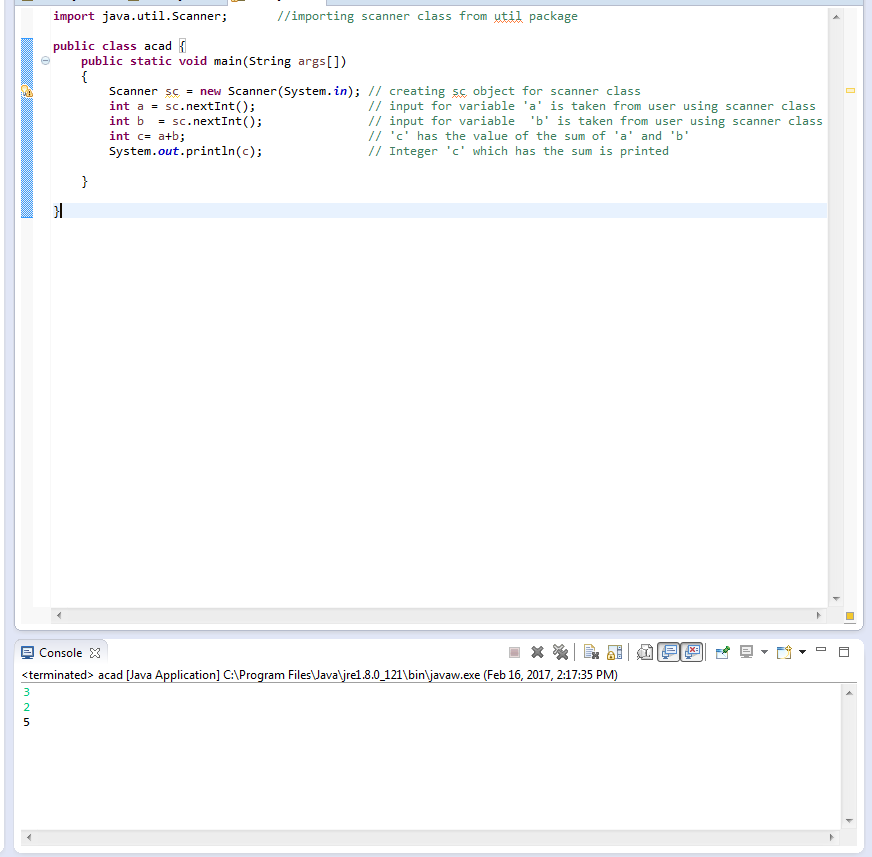 import java.util.Scanner;       //importing scanner class from util package
public class acad {
    public static void main(String args[])
    {
        Scanner sc = new Scanner(System.in); // creating sc object for scanner class
        int a = sc.nextInt();                // input for variable 'a' is taken from user using scanner class
        int b  = sc.nextInt();               // input for variable  'b' is taken from user using scanner class
        int c= a+b;                          // 'c' has the value of the sum of 'a' and 'b'
        System.out.println(c);               // Integer 'c' which has the sum is printed
    }
}
Console
<terminated> acad [Java Application] C:\Program Files\Java\jre1.8.0_121\bin\javaw.exe (Feb 16, 2017, 2:17:35 PM)
3
2
5